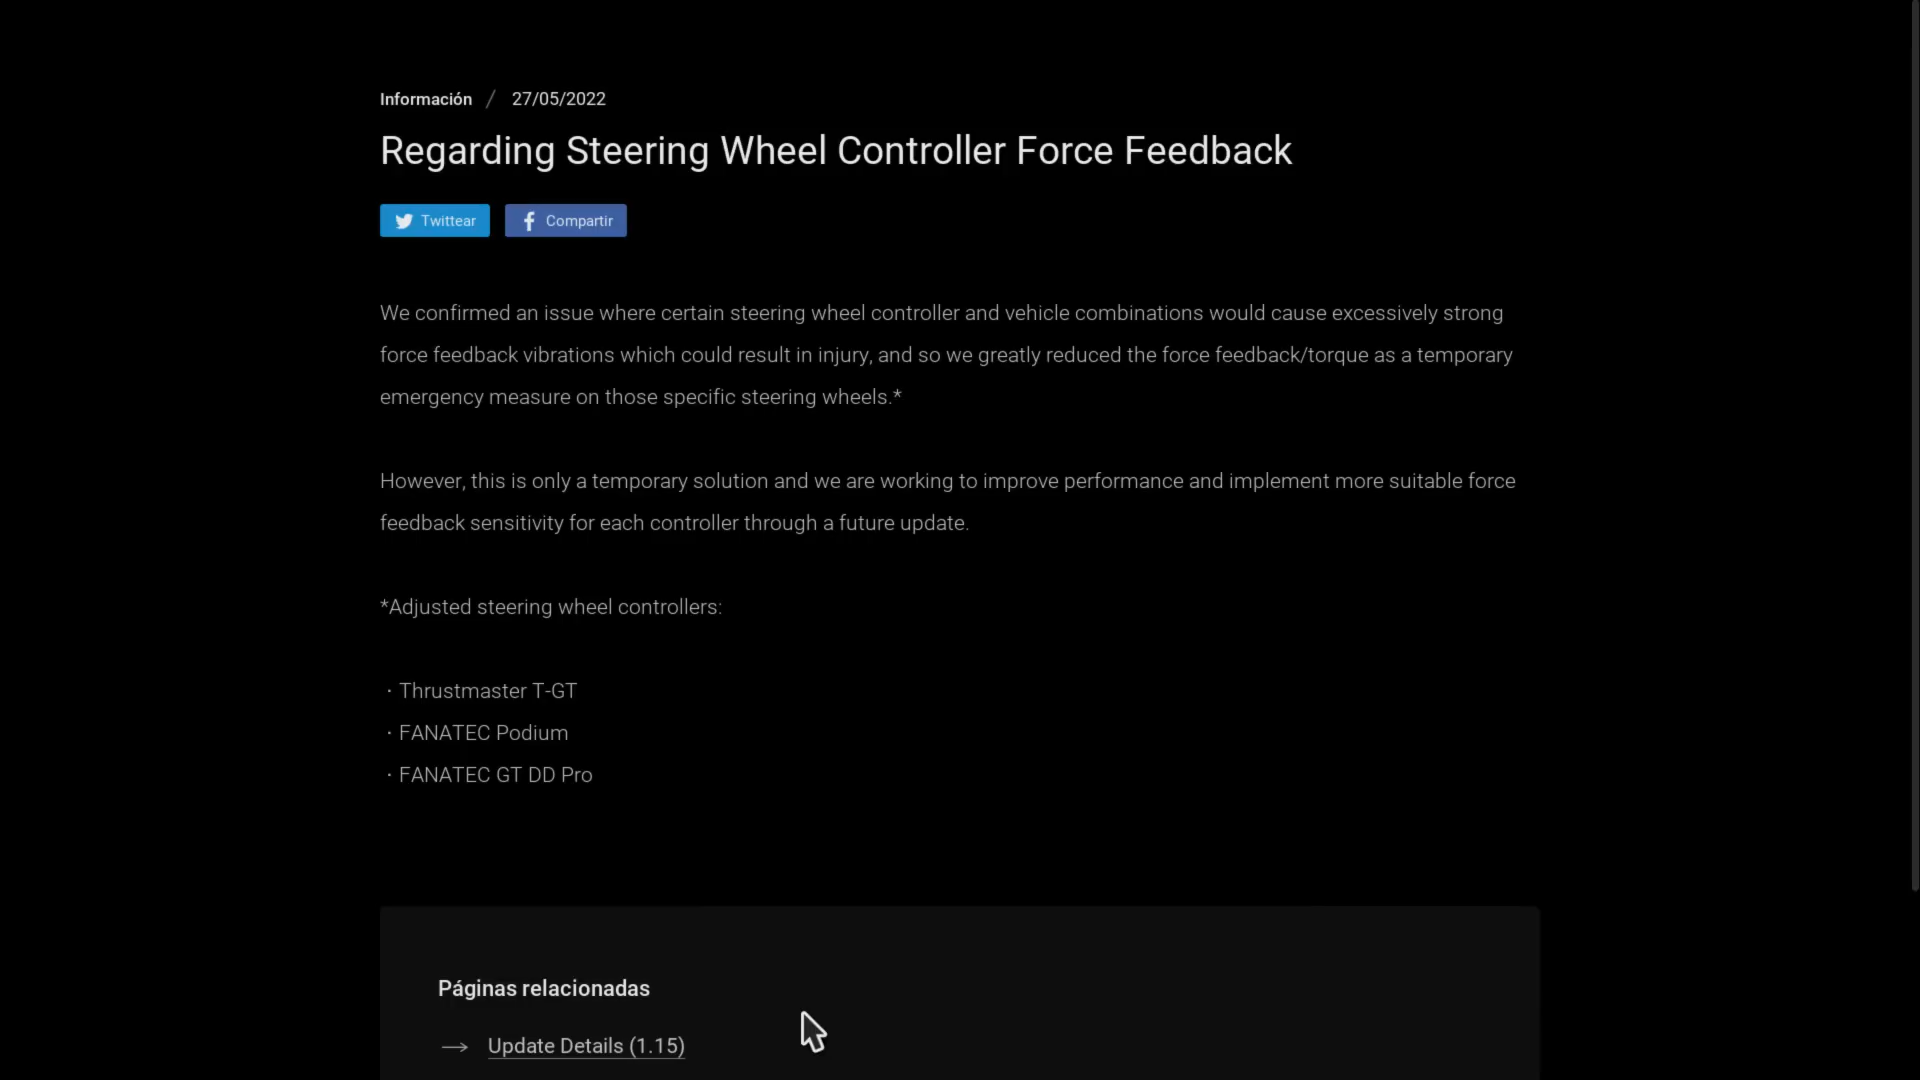 Información / 27/05/2022
Regarding Steering Wheel Controller Force Feedback
Twittear
Compartir
We confirmed an issue where certain steering wheel controller and vehicle combinations would cause excessively strong
force feedback vibrations which could result in injury, and so we greatly reduced the force feedback/torque as a temporary
emergency measure on those specific steering wheels.*
However, this is only a temporary solution and we are working to improve performance and implement more suitable force
feedback sensitivity for each controller through a future update.
*Adjusted steering wheel controllers:
・Thrustmaster T-GT
・FANATEC Podium
・FANATEC GT DD Pro
Páginas relacionadas
Update Details (1.15)